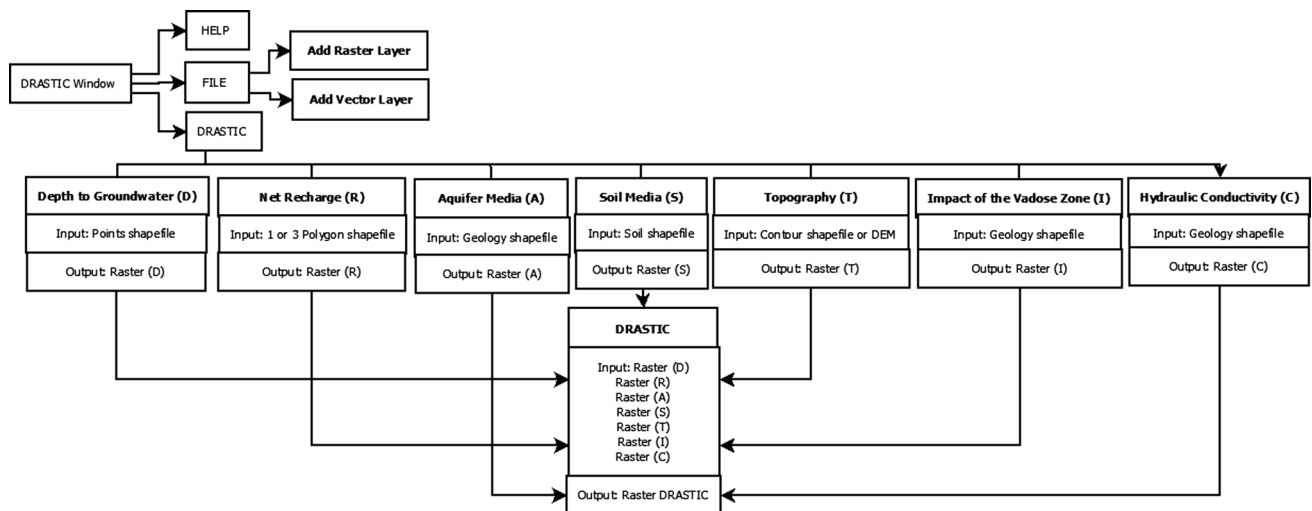 HELP
Add Raster Layer
DRASTIC Window
FILE
Add Vector Layer
DRASTIC
Depth to Groundwater (D)
Input: Points shapefile
Output: Raster (D)
Net Recharge (R)
Input: 1 or 3 Polygon shapefile
Output: Raster (R)
Aquifer Media (A)
Input: Geology shapefile
Output: Raster (A)
Soil Media (S)
Input: Soil shapefile
Output: Raster (S)
Topography (T)
Input: Contour shapefile or DEM
Output: Raster (T)
Impact of the Vadose Zone (I)
Input: Geology shapefile
Output: Raster (I)
Hydraulic Conductivity (C)
Input: Geology shapefile
Output: Raster (C)
DRASTIC
Input: Raster (D)
Raster (R)
Raster (A)
Raster (S)
Raster (T)
Raster (I)
Raster (C)
Output: Raster DRASTIC